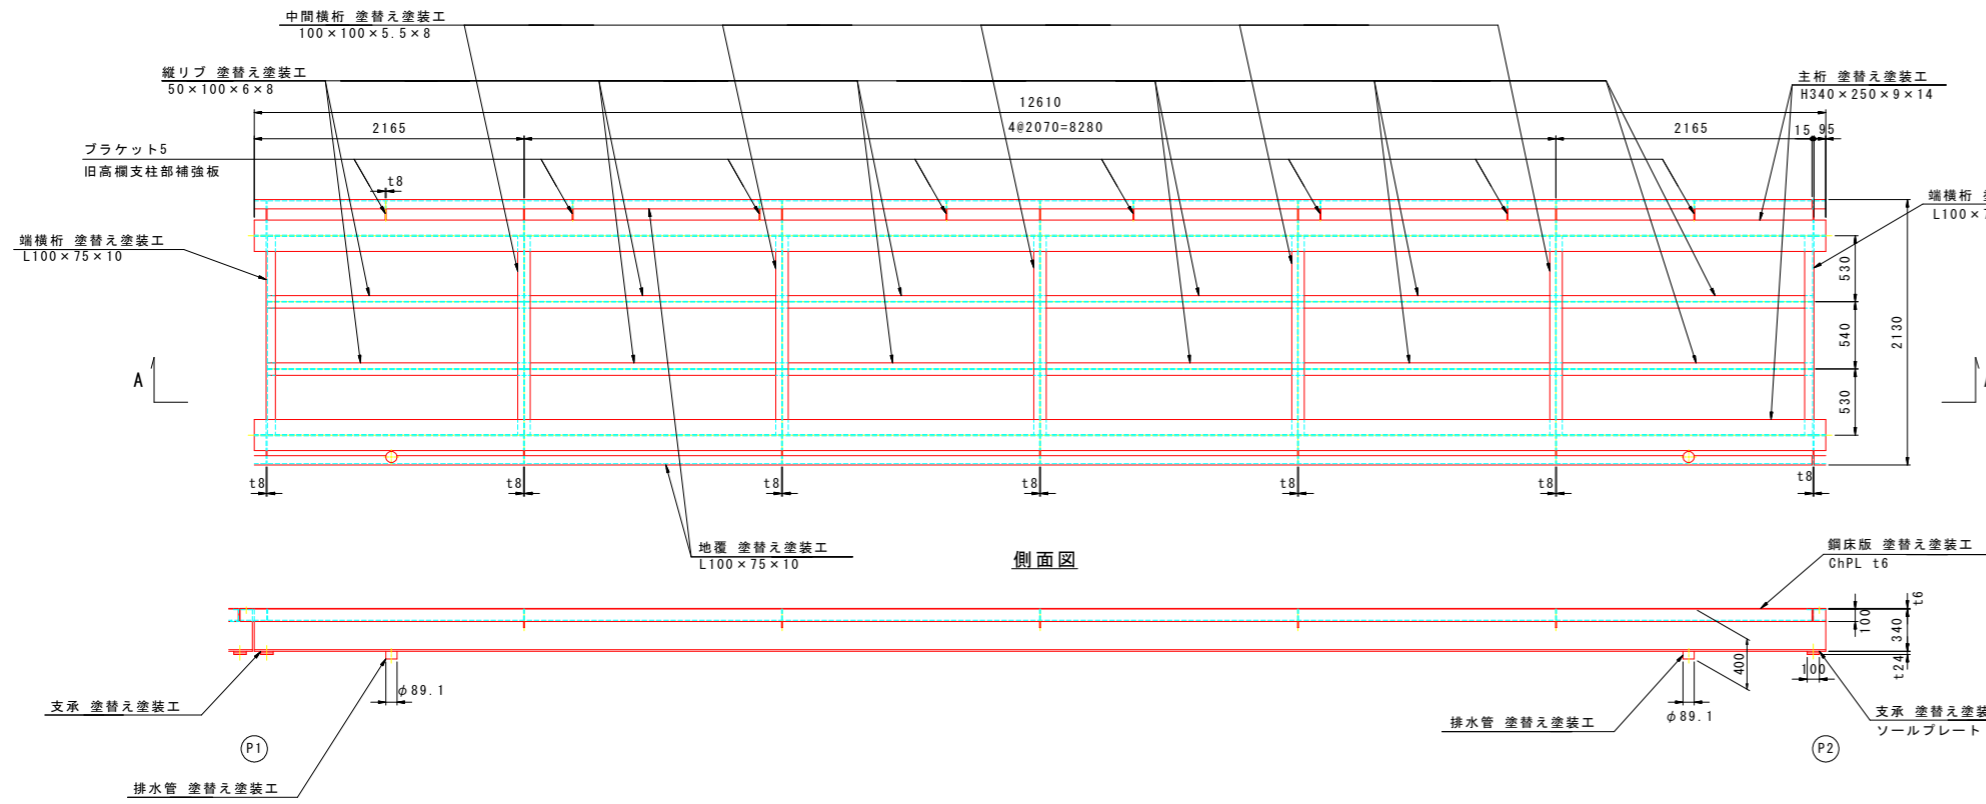 中間横桁 塗替え塗装工
100×100×5.5×8
縦リブ 塗替え塗装工
50×100×6×8
主桁 塗替え塗装工
H340×250×9×14
12610
2165
4@2070=8280
2165
15
95
ブラケット5
旧高欄支柱部補強板
t8
端横桁 塗替え塗装工
L100×75×10
端横桁
L100×
530
540
530
2130
A
t8
t8
t8
t8
t8
t8
t8
地覆 塗替え塗装工
L100×75×10
側面図
鋼床版 塗替え塗装工
ChPL t6
t6
100
340
t24
400
100
φ89.1
φ89.1
支承 塗替え塗装工
排水管 塗替え塗装工
支承 塗替え塗装
ソールプレート
P1
P2
排水管 塗替え塗装工